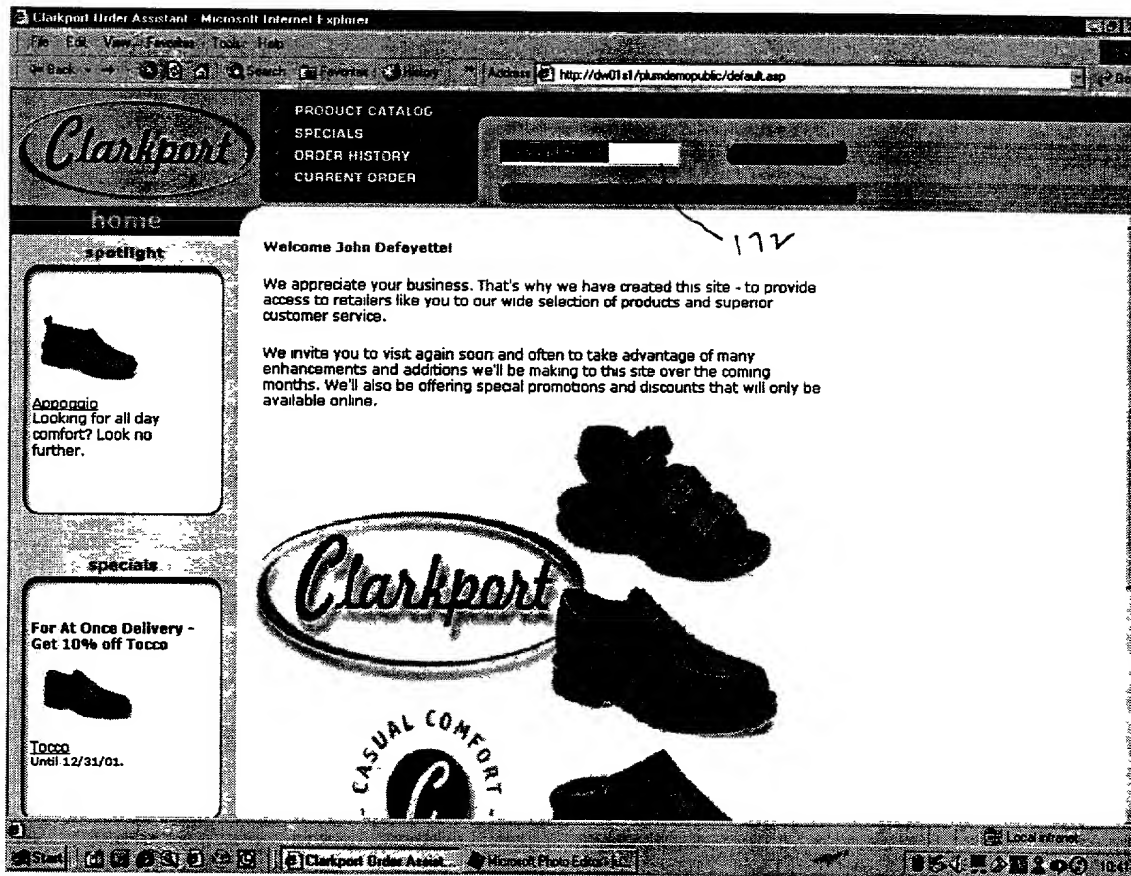 Clarkport Order Assistant - Microsoft Internet Explorer
File Edit View Favorites Tools Help
Back Search Favorites History Address http://dw01s1/plumdemopublic/default.asp
Clarkport
PRODUCT CATALOG
SPECIALS
ORDER HISTORY
CURRENT ORDER
172
home
spotlight
Appoggio
Looking for all day
comfort? Look no
further.
specials
For At Once Delivery -
Get 10% off Tocco
Tocco
Until 12/31/01.
Welcome John Defayette!
We appreciate your business. That's why we have created this site - to provide
access to retailers like you to our wide selection of products and superior
customer service.
We invite you to visit again soon and often to take advantage of many
enhancements and additions we'll be making to this site over the coming
months. We'll also be offering special promotions and discounts that will only be
available online.
Clarkport
CASUAL COMFORT
C
Local intranet
Start Clarkport Order Assist... Microsoft Photo Editor